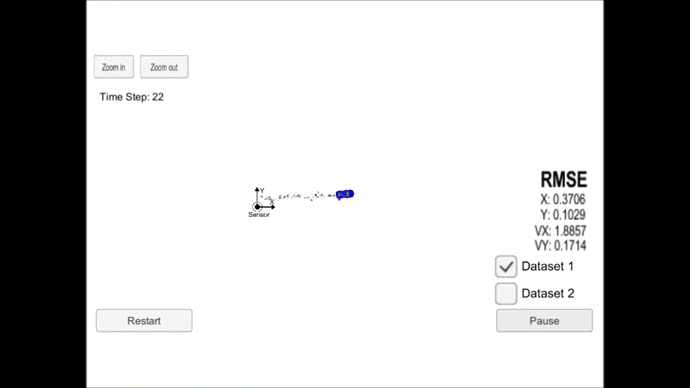 Zoom in
Zoom out
Time Step: 22
Y
X
Sensor
RMSE
X: 0.3706
Y: 0.1029
VX: 1.8857
VY: 0.1714
Dataset 1
Dataset 2
Restart
Pause